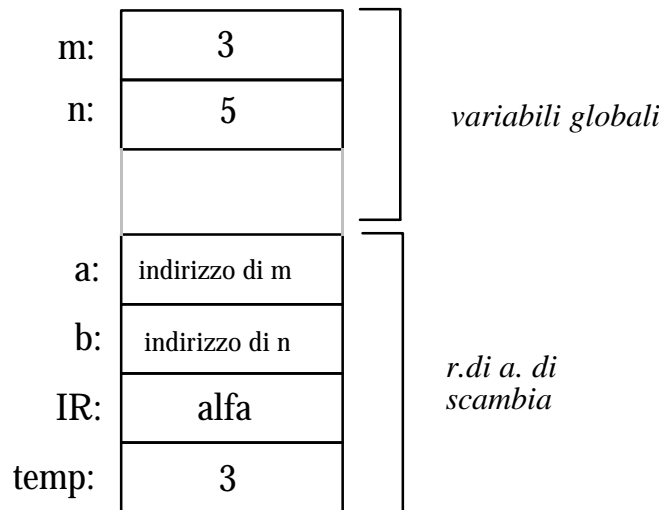 m: 3
n: 5
variabili globali
a: indirizzo di m
b: indirizzo di n
r.di a. di
scambia
IR: alfa
temp: 3